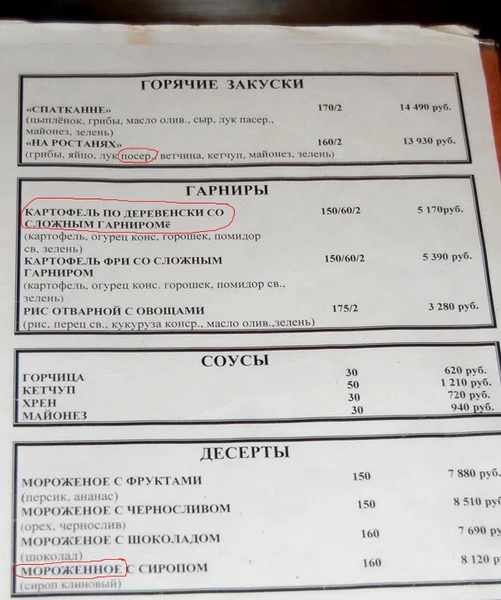 ГОРЯЧИЕ ЗАКУСКИ
«СПАТКАННЕ» 170/2 14 490 руб.
(цыплёнок, грибы, масло олив., сыр, лук пасер.,
майонез, зелень)
«НА РОСТАНЯХ» 160/2 13 930 руб.
(грибы, яйцо, лук посер., ветчина, кетчуп, майонез, зелень)
ГАРНИРЫ
КАРТОФЕЛЬ ПО ДЕРЕВЕНСКИ СО 150/60/2 5 170руб.
СЛОЖНЫМ ГАРНИРОМё
(картофель, огурец конс, горошек, помидор
св, зелень)
КАРТОФЕЛЬ ФРИ СО СЛОЖНЫМ 150/60/2 5 390 руб.
ГАРНИРОМ
(картофель, огурец конс. горошек, помидор св.,
зелень)
РИС ОТВАРНОЙ С ОВОЩАМИ 175/2 3 280 руб.
(рис, перец св., кукуруза конср., масло олив.,зелень)
СОУСЫ
ГОРЧИЦА 30 620 руб.
КЕТЧУП 50 1 210 руб.
ХРЕН 30 720 руб.
МАЙОНЕЗ 30 940 руб.
ДЕСЕРТЫ
МОРОЖЕНОЕ С ФРУКТАМИ 150 7 880 руб.
(персик, ананас)
МОРОЖЕНОЕ С ЧЕРНОСЛИВОМ 150 8 510 руб
(орех, чернослив)
МОРОЖЕНОЕ С ШОКОЛАДОМ 160 7 690 р
(шоколад)
МОРОЖЕННОЕ С СИРОПОМ 160 8 120 р
(сироп клиновый)